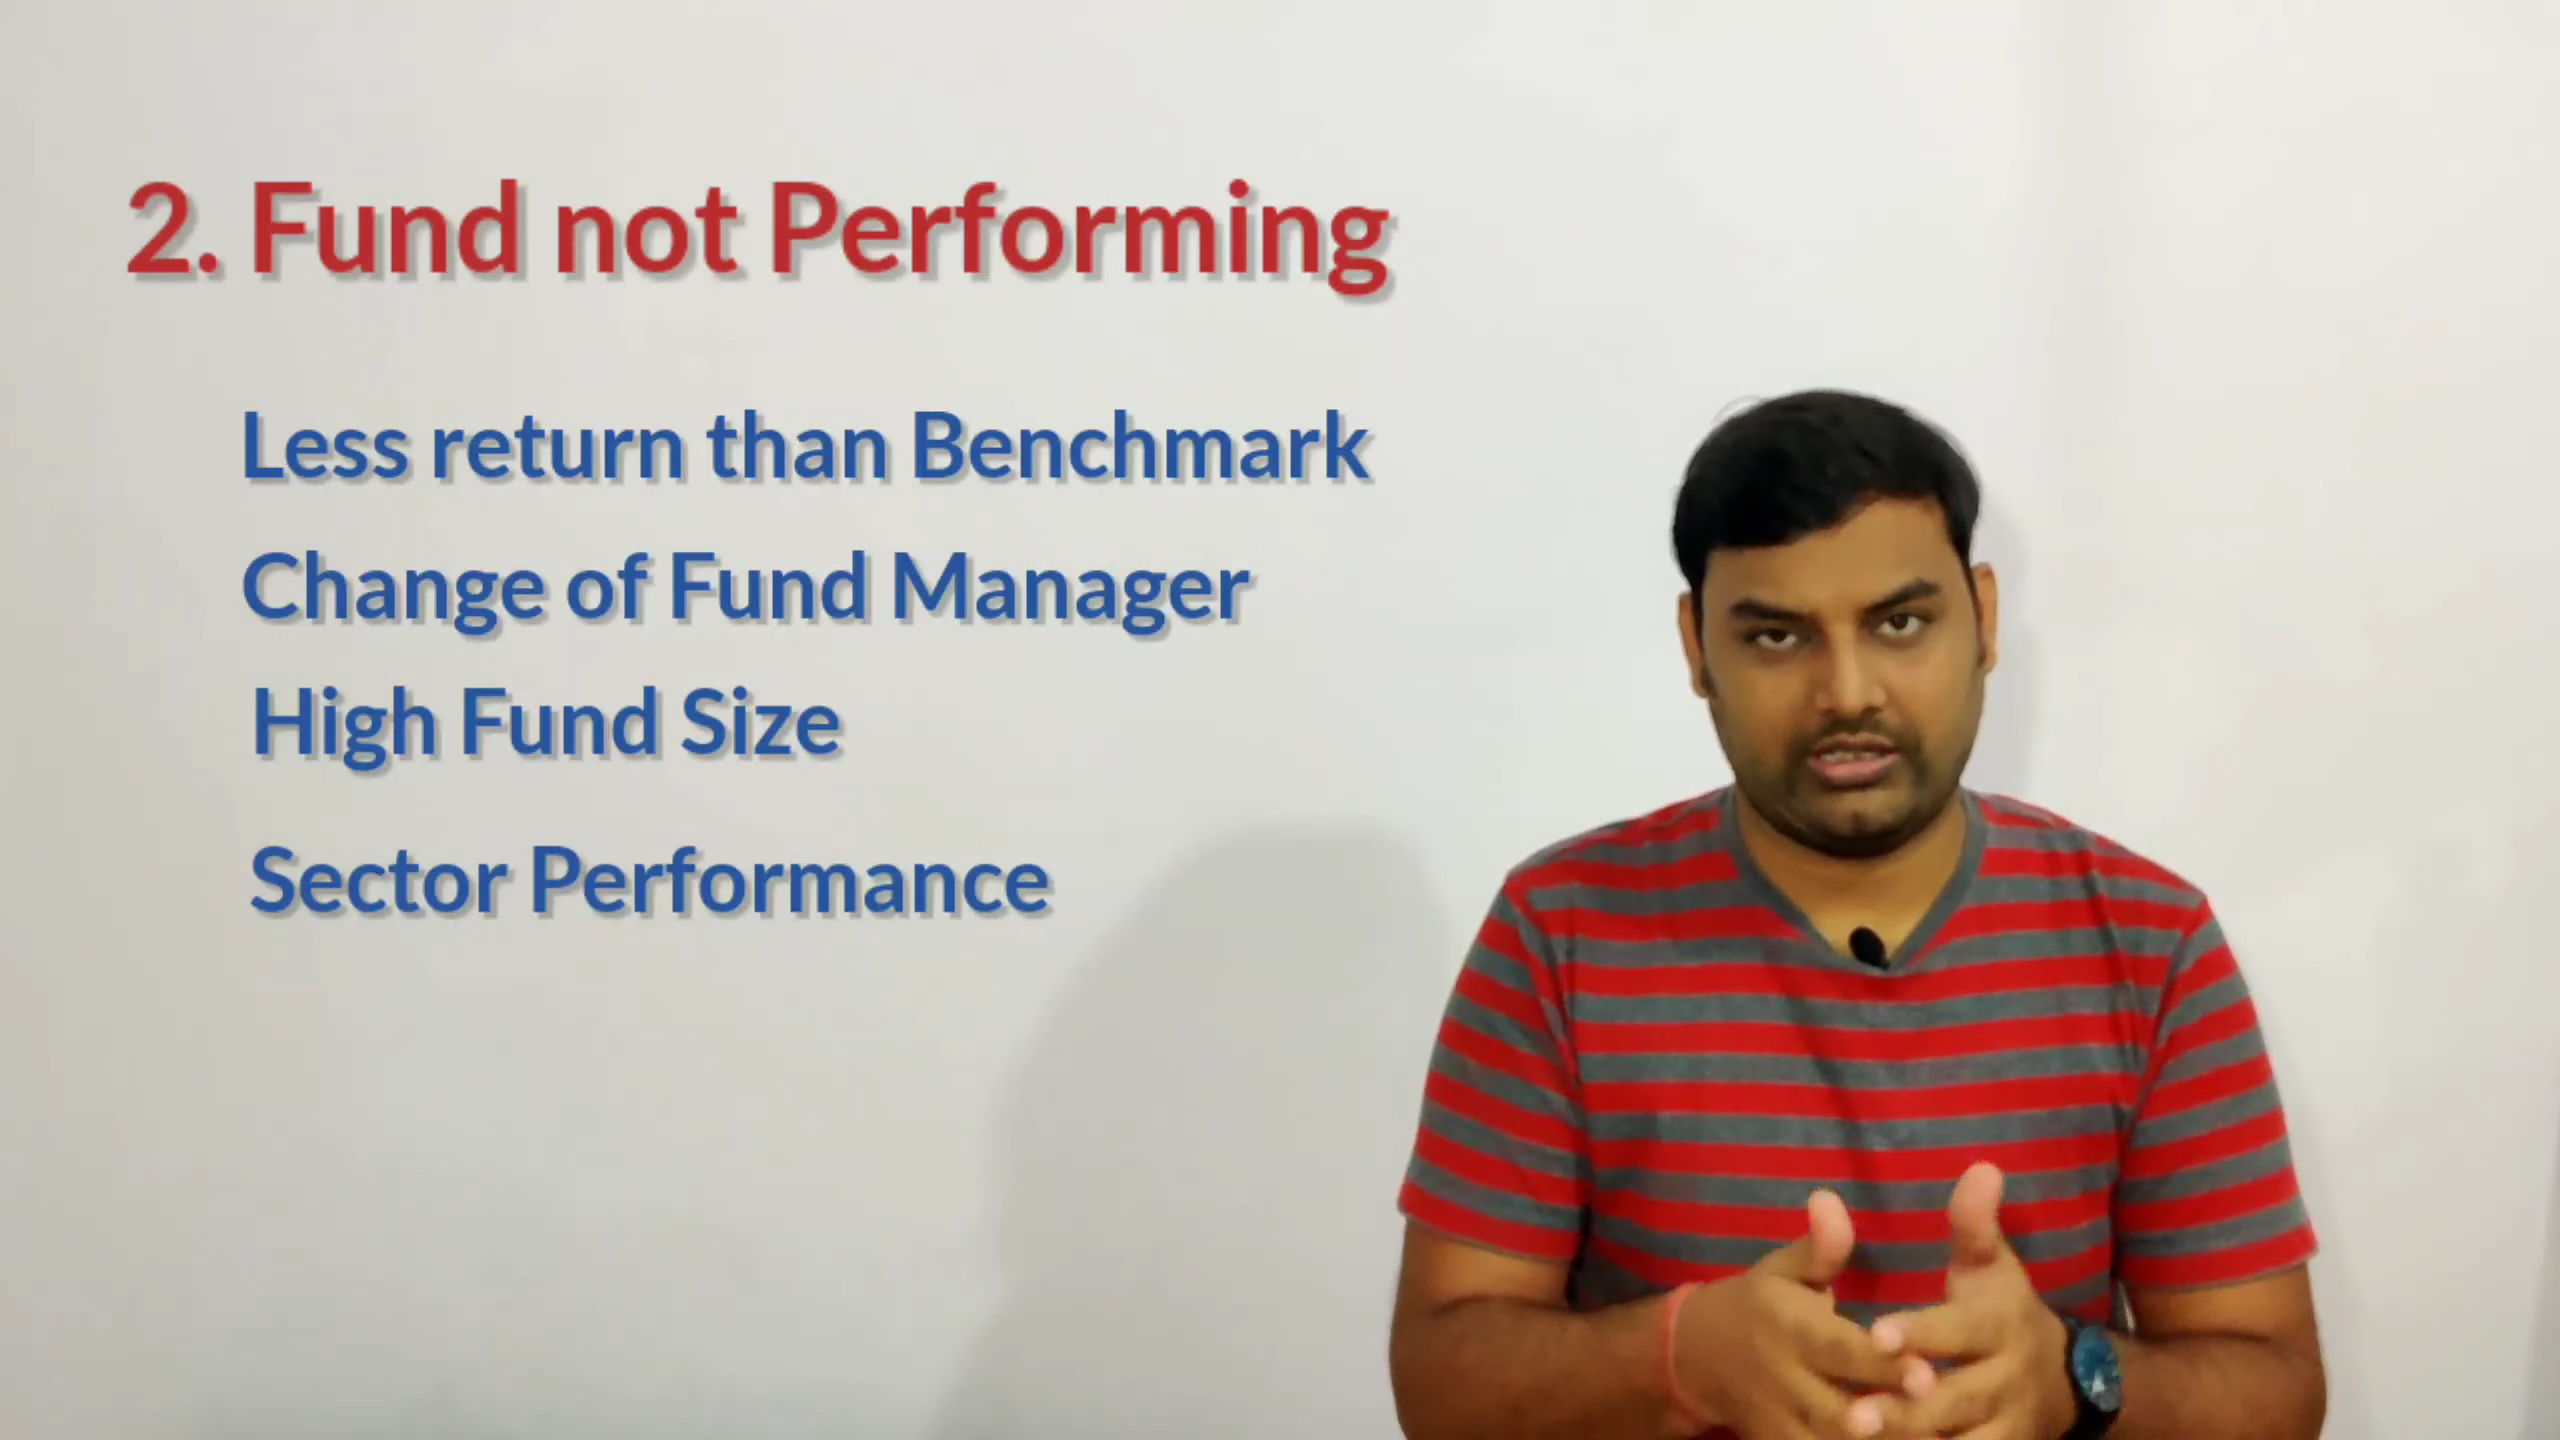 2. Fund not Performing
Less return than Benchmark
Change of Fund Manager
High Fund Size
Sector Performance